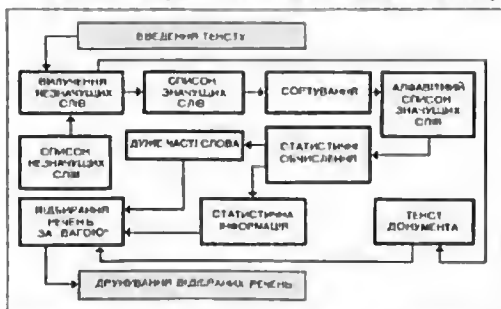 ВВЕДЕННЯ ТЕКСТУ
ВИЛУЧЕННЯ
НЕЗНАЧУЩИХ
СЛІВ
СПИСОК
ЗНАЧУЩИХ
СЛІВ
СОРТУВАННЯ
АЛФАВІТНИЙ
СПИСОК
ЗНАЧУЩИХ
СЛІВ
СПИСОК
НЕЗНАЧУЩИХ
СЛІВ
ДУЖЕ ЧАСТІ СЛОВА
СТАТИСТИЧНІ
ОБЧИСЛЕННЯ
ВІДБИРАННЯ
РЕЧЕНЬ
ЗА "ВАГОЮ"
СТАТИСТИЧНА
ІНФОРМАЦІЯ
ТЕКСТ
ДОКУМЕНТА
ДРУКУВАННЯ ВІДІБРАНИХ РЕЧЕНЬ